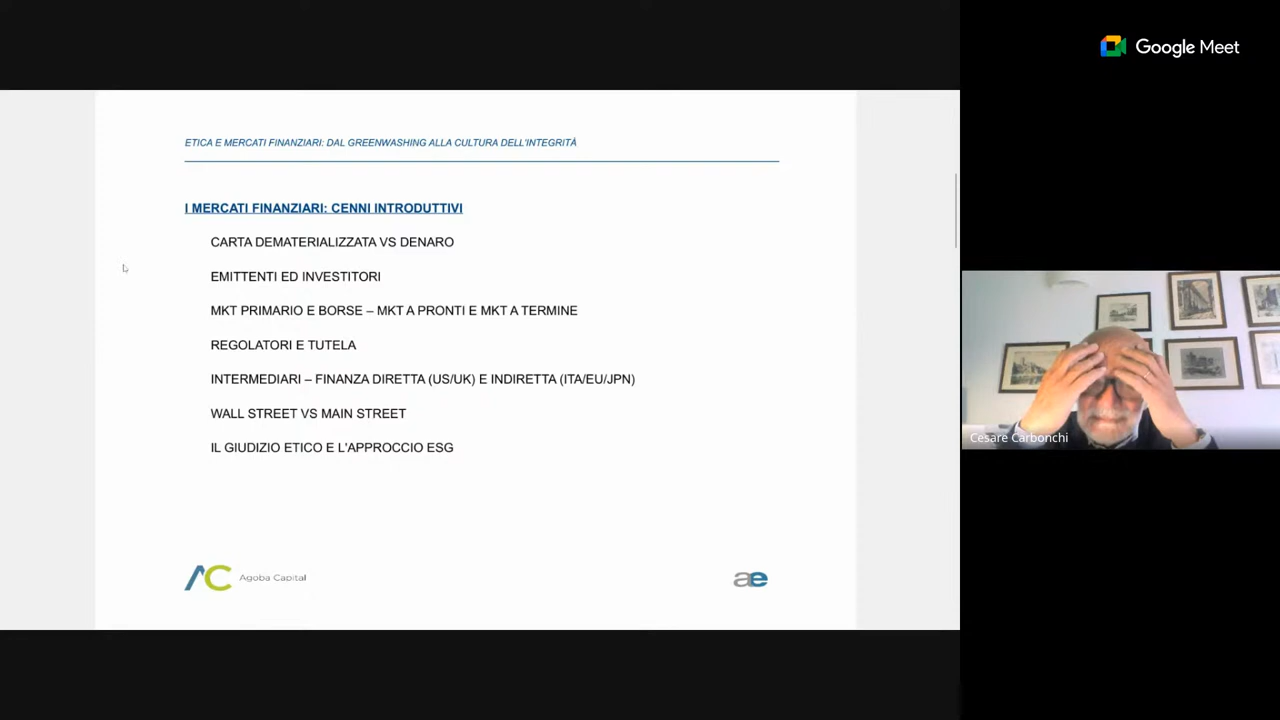 Google Meet
ETICA E MERCATI FINANZIARI: DAL GREENWASHING ALLA CULTURA DELL'INTEGRITÁ
I MERCATI FINANZIARI: CENNI INTRODUTTIVI
CARTA DEMATERIALIZZATA VS DENARO
EMITTENTI ED INVESTITORI
MKT PRIMARIO E BORSE – MKT A PRONTI E MKT A TERMINE
REGOLATORI E TUTELA
INTERMEDIARI – FINANZA DIRETTA (US/UK) E INDIRETTA (ITA/EU/JPN)
WALL STREET VS MAIN STREET
IL GIUDIZIO ETICO E L'APPROCCIO ESG
AC Agoba Capital
ae
Cesare Carbonchi